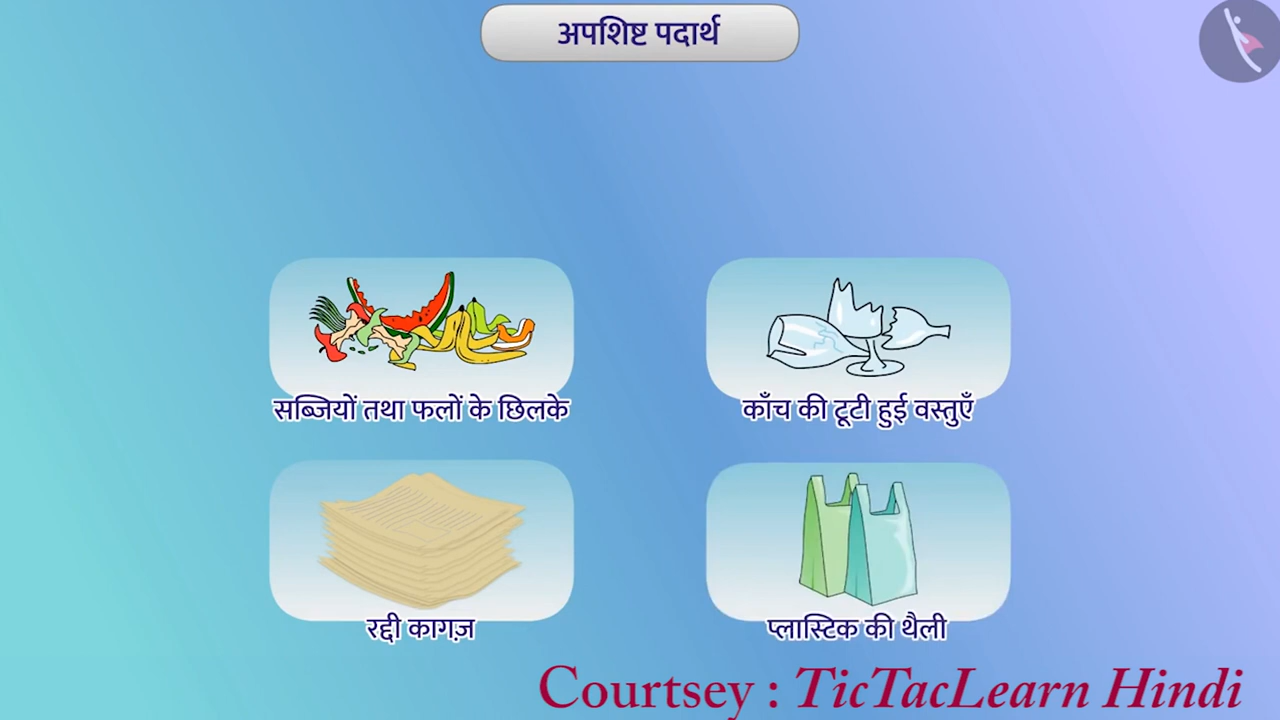 अपशिष्ट पदार्थ
सब्जियों तथा फलों के छिलके
काँच की टूटी हुई वस्तुएँ
रद्दी कागज़
प्लास्टिक की थैली
Courtsey : TicTacLearn Hindi